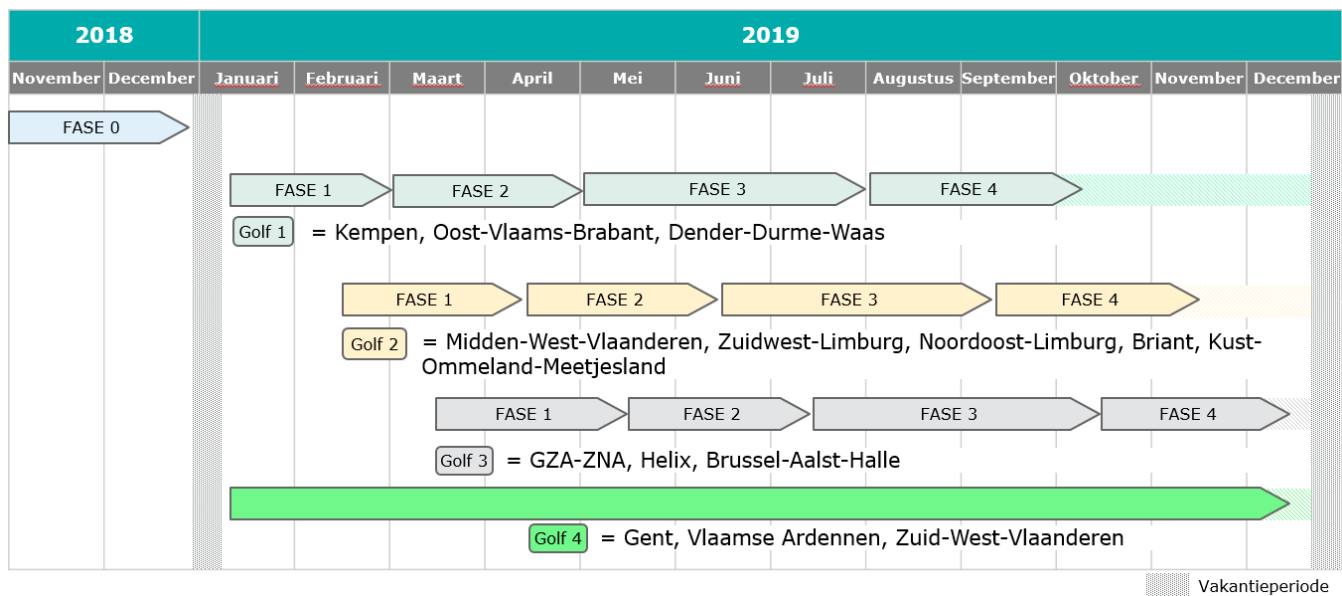 2018 2019
November December Januari Februari Maart April Mei Juni Juli Augustus September Oktober November December
FASE 0
FASE 1 FASE 2 FASE 3 FASE 4
Golf 1 = Kempen, Oost-Vlaams-Brabant, Dender-Durme-Waas
FASE 1 FASE 2 FASE 3 FASE 4
Golf 2 = Midden-West-Vlaanderen, Zuidwest-Limburg, Noordoost-Limburg, Briant, Kust-
Ommeland-Meetjesland
FASE 1 FASE 2 FASE 3 FASE 4
Golf 3 = GZA-ZNA, Helix, Brussel-Aalst-Halle
Golf 4 = Gent, Vlaamse Ardennen, Zuid-West-Vlaanderen
Vakantieperiode